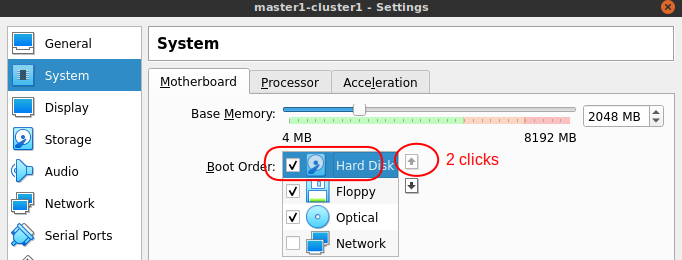 master1-cluster1 - Settings
General
System
Display
Storage
Audio
Network
Serial Ports
System
Motherboard Processor Acceleration
Base Memory: 2048 MB
4 MB 8192 MB
Boot Order: Hard Disk 2 clicks
Floppy
Optical
Network